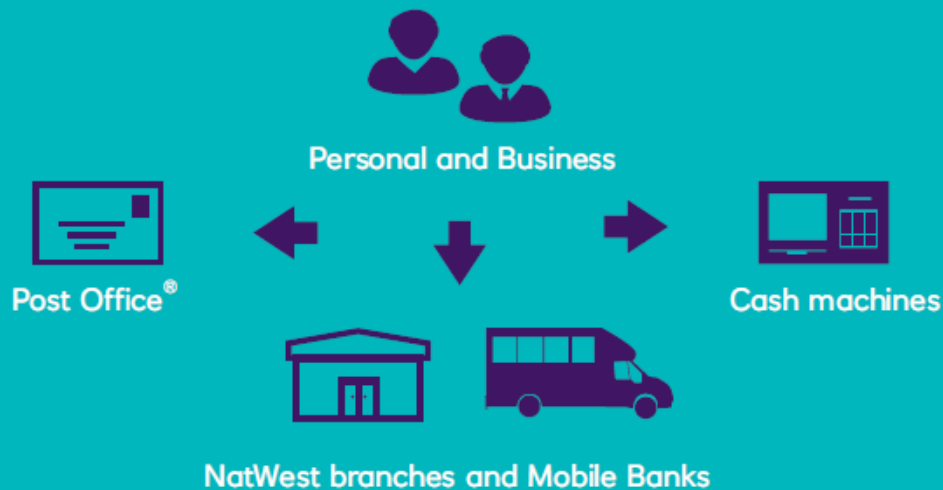 Personal and Business
Post Office®
Cash machines
NatWest branches and Mobile Banks